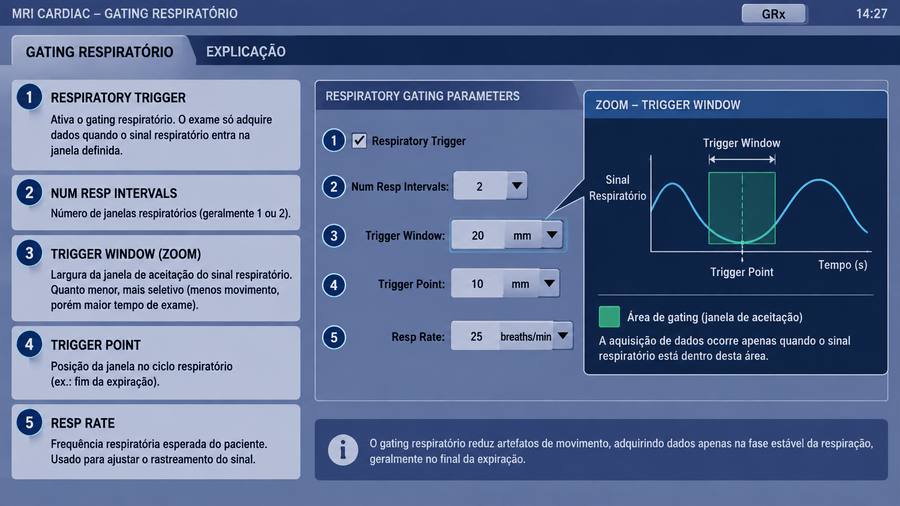 MRI CARDIAC – GATING RESPIRATÓRIO
GRx
14:27
GATING RESPIRATÓRIO
EXPLICAÇÃO
1
RESPIRATORY TRIGGER
Ativa o gating respiratório. O exame só adquire
dados quando o sinal respiratório entra na
janela definida.
2
NUM RESP INTERVALS
Número de janelas respiratórios (geralmente 1 ou 2).
3
TRIGGER WINDOW (ZOOM)
Largura da janela de aceitação do sinal respiratório.
Quanto menor, mais seletivo (menos movimento,
porém maior tempo de exame).
4
TRIGGER POINT
Posição da janela no ciclo respiratório
(ex.: fim da expiração).
5
RESP RATE
Frequência respiratória esperada do paciente.
Usado para ajustar o rastreamento do sinal.
RESPIRATORY GATING PARAMETERS
1 Respiratory Trigger
2 Num Resp Intervals: 2
3 Trigger Window: 20 mm
4 Trigger Point: 10 mm
5 Resp Rate: 25 breaths/min
ZOOM – TRIGGER WINDOW
Trigger Window
Sinal
Respiratório
Trigger Point
Tempo (s)
Área de gating (janela de aceitação)
A aquisição de dados ocorre apenas quando o sinal
respiratório está dentro desta área.
i
O gating respiratório reduz artefatos de movimento, adquirindo dados apenas na fase estável da respiração,
geralmente no final da expiração.